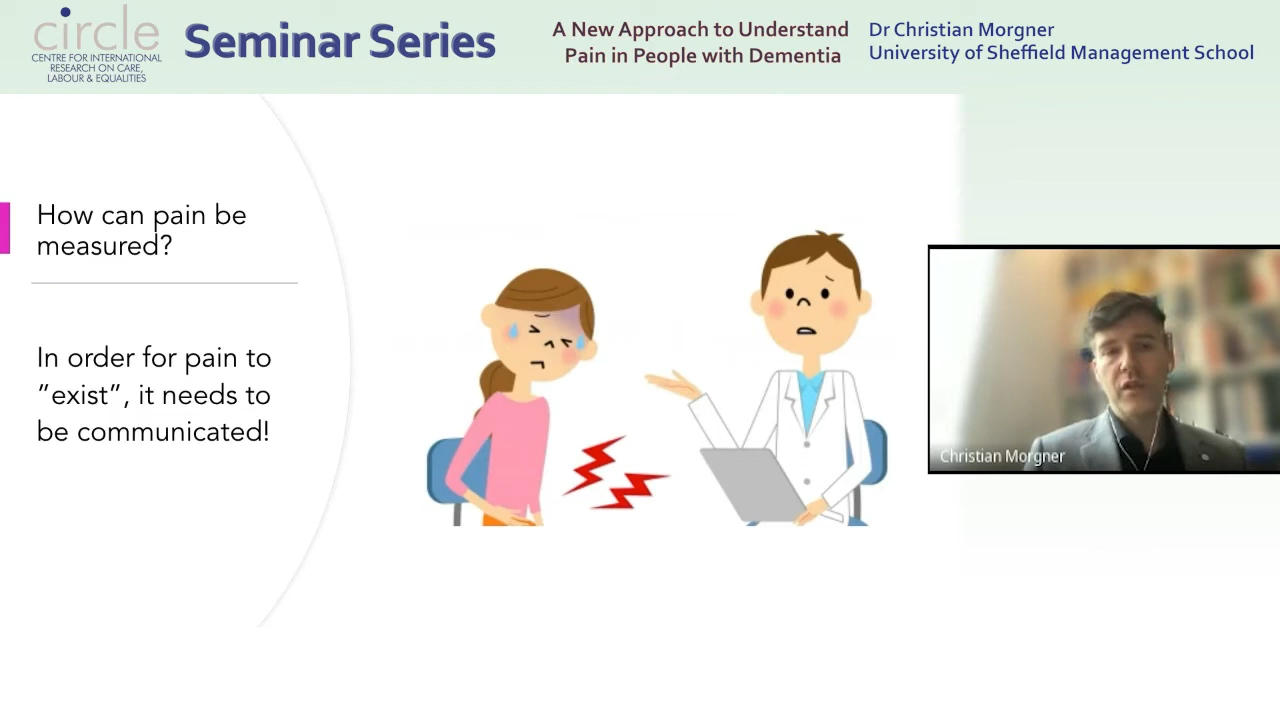 circle
CENTRE FOR INTERNATIONAL
RESEARCH ON CARE,
LABOUR & EQUALITIES
Seminar Series
A New Approach to Understand
Pain in People with Dementia
Dr Christian Morgner
University of Sheffield Management School
How can pain be
measured?
In order for pain to
”exist”, it needs to
be communicated!
Christian Morgner